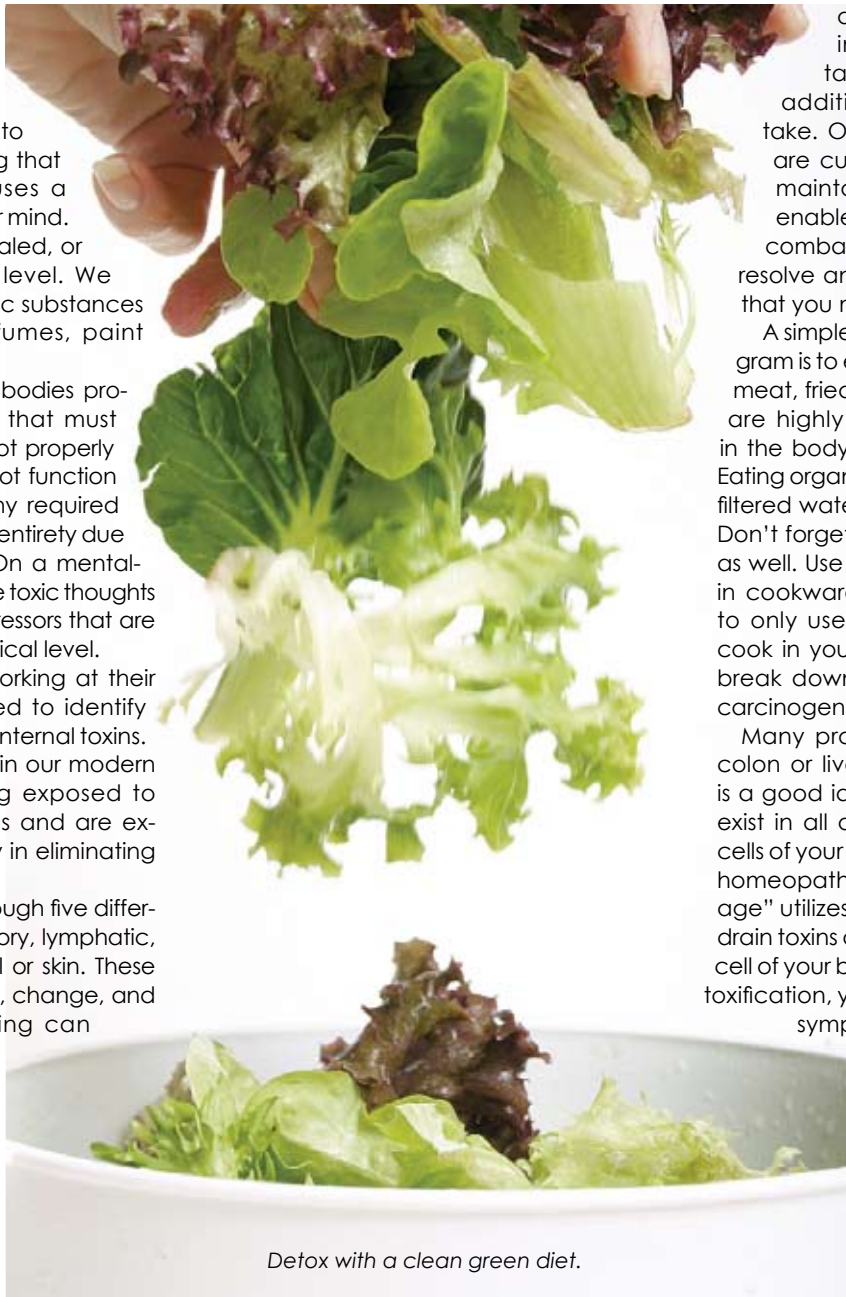 to
g that
uses a
r mind.
aled, or
level. We
c substances
fumes, paint
bodies pro-
that must
ot properly
ot function
ny required
entirety due
On a mental-
e toxic thoughts
ressors that are
ical level.
orking at their
ed to identify
nternal toxins.
in our modern
g exposed to
s and are ex-
y in eliminating
ough five differ-
ory, lymphatic,
l or skin. These
, change, and
ing can
in
ta
additi
take. O
are cu
mainta
enable
comba
resolve an
that you
A simple
gram is to e
meat, fried
are highly
in the body
Eating organ
filtered wate
Don't forget
as well. Use
in cookware
to only use
cook in you
break down
carcinogen
Many pro
colon or live
is a good id
exist in all o
cells of your
homeopath
age" utilizes
drain toxins
cell of your b
toxification, y
symp
Detox with a clean green diet.